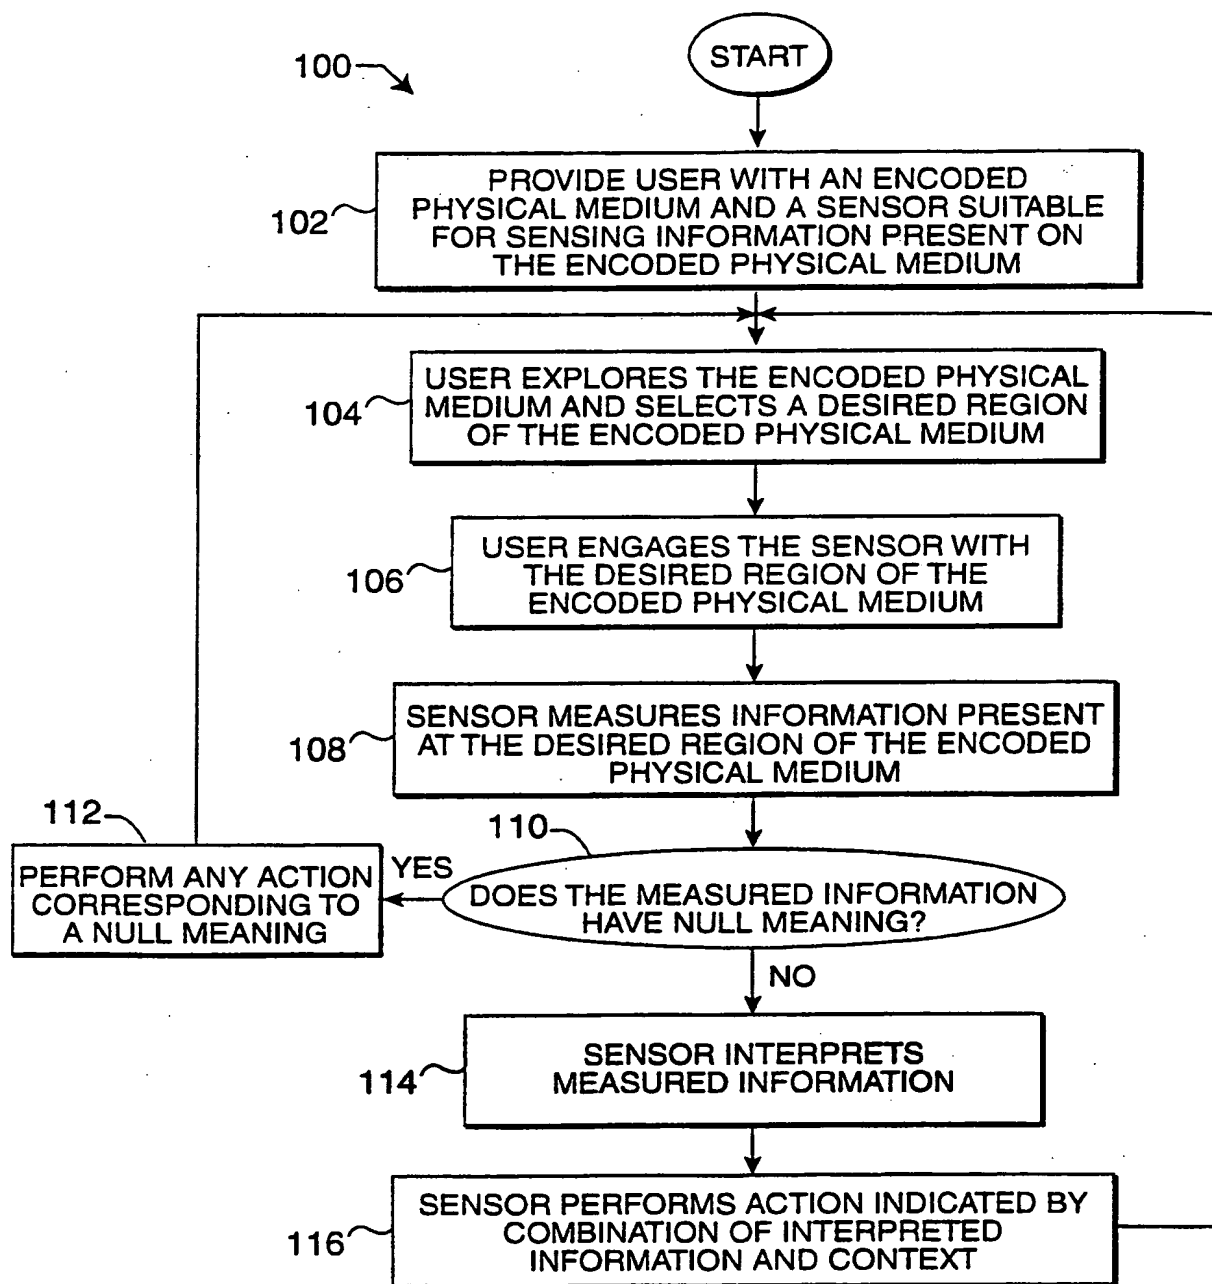 START
100
PROVIDE USER WITH AN ENCODED
PHYSICAL MEDIUM AND A SENSOR SUITABLE
FOR SENSING INFORMATION PRESENT ON
THE ENCODED PHYSICAL MEDIUM
102
USER EXPLORES THE ENCODED PHYSICAL
MEDIUM AND SELECTS A DESIRED REGION
OF THE ENCODED PHYSICAL MEDIUM
104
USER ENGAGES THE SENSOR WITH
THE DESIRED REGION OF THE
ENCODED PHYSICAL MEDIUM
106
SENSOR MEASURES INFORMATION PRESENT
AT THE DESIRED REGION OF THE ENCODED
PHYSICAL MEDIUM
108
110
DOES THE MEASURED INFORMATION
HAVE NULL MEANING?
YES
112
PERFORM ANY ACTION
CORRESPONDING TO
A NULL MEANING
NO
SENSOR INTERPRETS
MEASURED INFORMATION
114
SENSOR PERFORMS ACTION INDICATED BY
COMBINATION OF INTERPRETED
INFORMATION AND CONTEXT
116